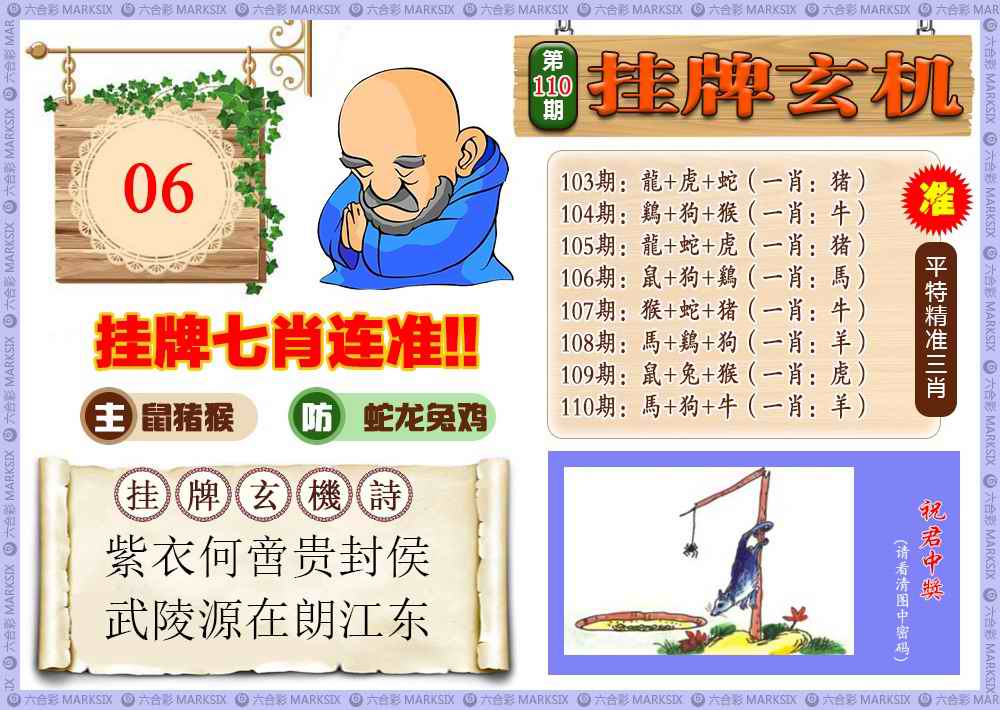 六合彩 MARKSIX
第110期
挂牌玄机
06
103期：龍+虎+蛇（一肖：猪）
104期：鷄+狗+猴（一肖：牛）
105期：龍+蛇+虎（一肖：猪）
106期：鼠+狗+鷄（一肖：馬）
107期：猴+蛇+猪（一肖：牛）
108期：馬+鷄+狗（一肖：羊）
109期：鼠+兔+猴（一肖：虎）
110期：馬+狗+牛（一肖：羊）
准
平特精准三肖
挂牌七肖连准!!
主 鼠猪猴
防 蛇龙兔鸡
挂牌玄機詩
紫衣何啻贵封侯
武陵源在朗江东
祝君中獎
（请看清图中密码）